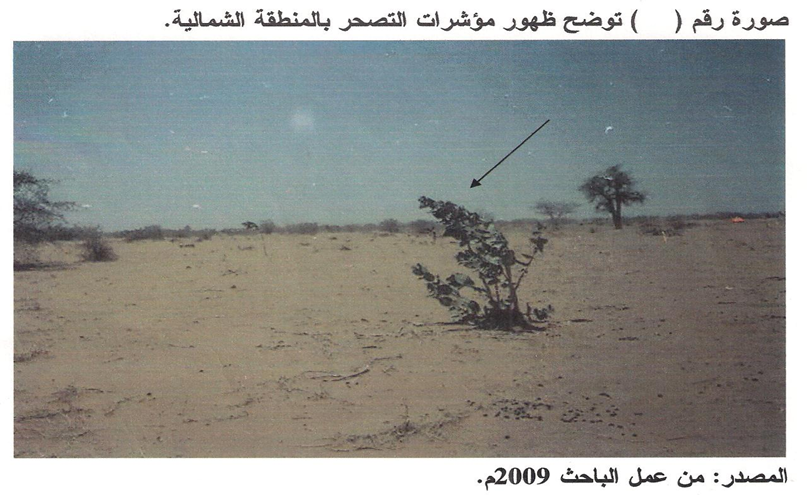 صورة رقم (    ) توضح ظهور مؤشرات التصحر بالمنطقة الشمالية.
المصدر: من عمل الباحث 2009م.